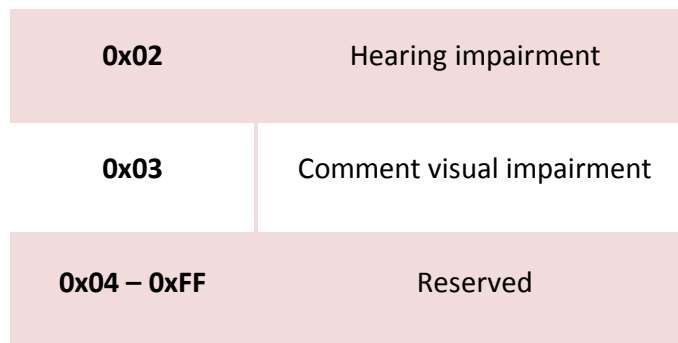 0x02 Hearing impairment
0x03 Comment visual impairment
0x04 – 0xFF Reserved